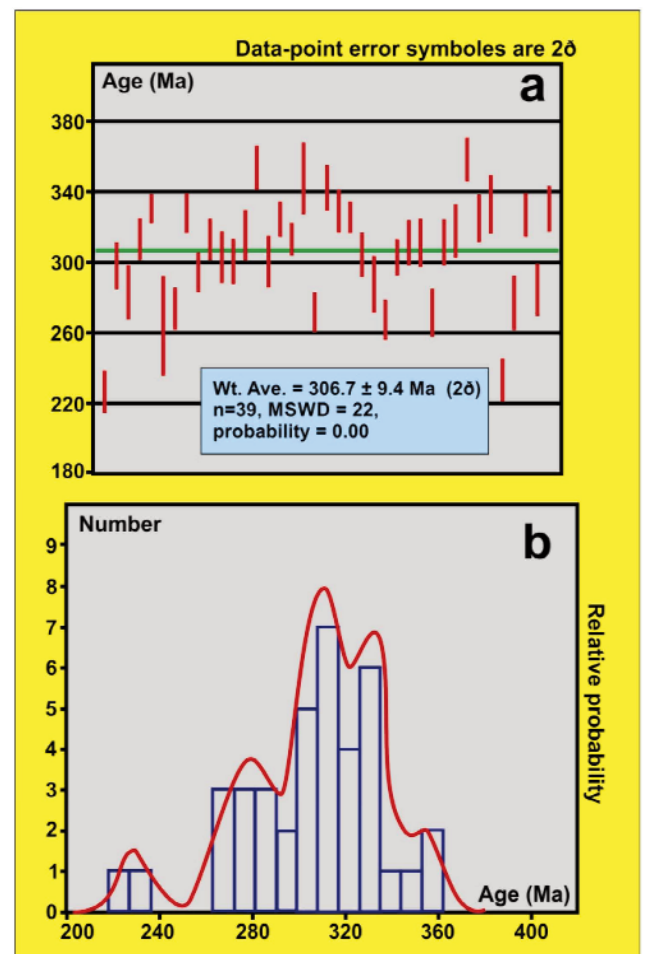 Data-point error symboles are 2ð
Age (Ma)
a
380
340
300
260
220
180
Wt. Ave. = 306.7 ± 9.4 Ma (2ð)
n=39, MSWD = 22,
probability = 0.00
Number
b
9
8
7
6
5
4
3
2
1
0
Relative probability
Age (Ma)
200 240 280 320 360 400